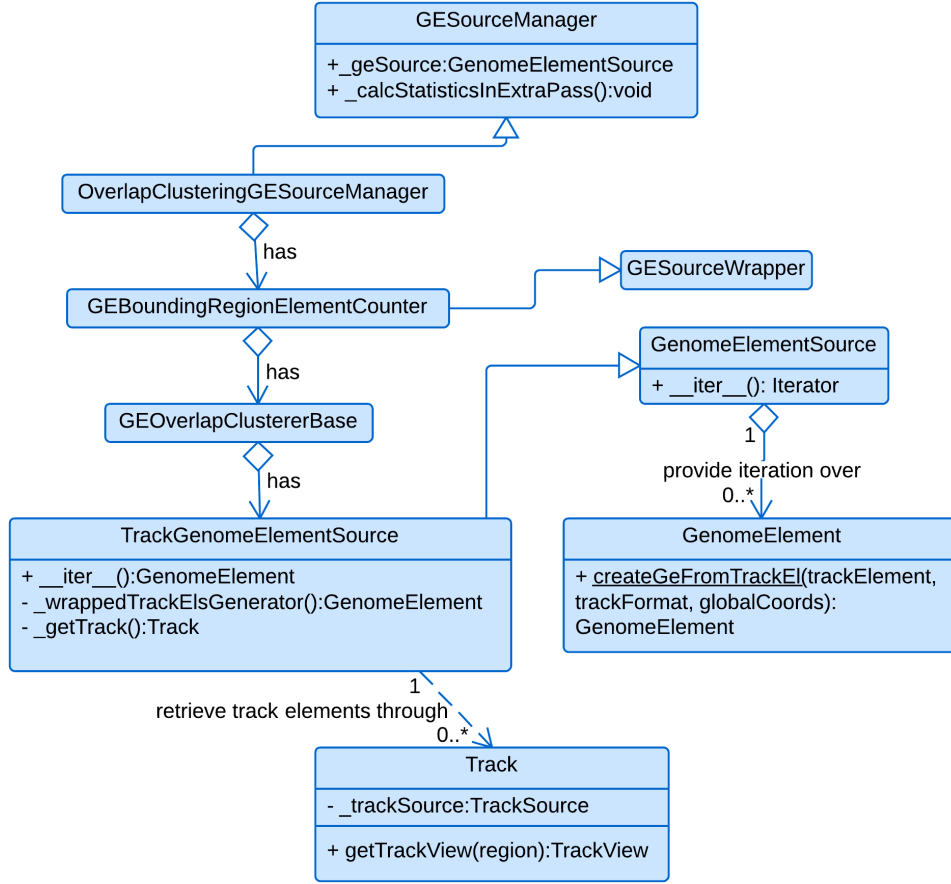 GESourceManager
+_geSource:GenomeElementSource
+ _calcStatisticsInExtraPass():void
OverlapClusteringGESourceManager
has
GESourceWrapper
GEBoundingRegionElementCounter
GenomeElementSource
+ __iter__(): Iterator
has
GEOverlapClustererBase
1
provide iteration over
0..*
has
TrackGenomeElementSource
+ __iter__():GenomeElement
- _wrappedTrackElsGenerator():GenomeElement
- _getTrack():Track
GenomeElement
+ createGeFromTrackEl(trackElement,
trackFormat, globalCoords):
GenomeElement
1
retrieve track elements through
0..*
Track
- _trackSource:TrackSource
+ getTrackView(region):TrackView